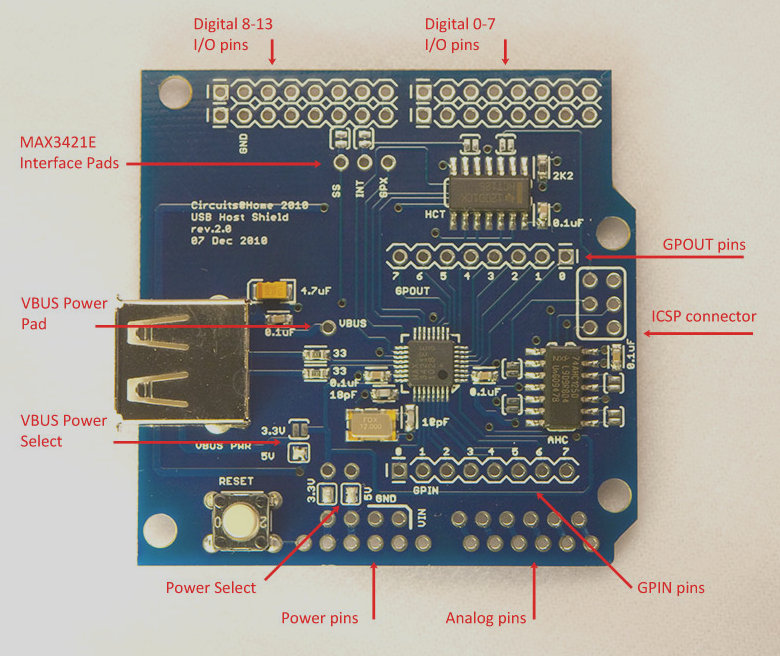 Digital 8-13
I/O pins
Digital 0-7
I/O pins
GND
MAX3421E
Interface Pads
SS
INT
GPX
2K2
HCT
0.1uF
Circuits@Home 2010
USB Host Shield
rev.2.0
07 Dec 2010
GPOUT pins
7 6 5 4 3 2 1 0
GPOUT
4.7uF
VBUS Power
Pad
VBUS
0.1uF
ICSP connector
33
33
0.1uF
18pF
0.1uF
0.1uF
FOX
12.000
18pF
AHC
VBUS Power
Select
3.3V
VBUS PWR
5V
0 1 2 3 4 5 6 7
GPIN
RESET
3.3V
5V
GND
VIN
Power Select
GPIN pins
Power pins
Analog pins